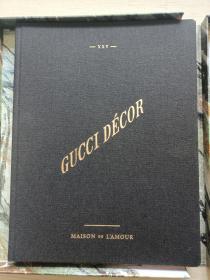 — XXV —
GUCCI DÉCOR
MAISON DE L'AMOUR